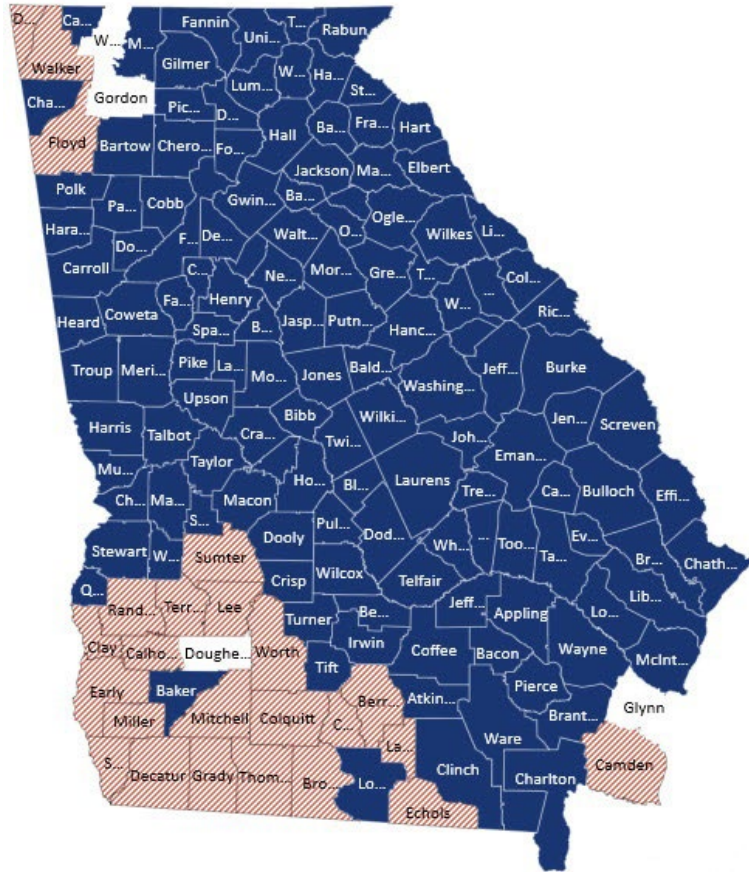 D...
Ca...
W...
M...
Fannin
Uni...
T...
Rabun
Walker
Gilmer
Lum...
W...
Ha...
Cha...
Gordon
Pic...
D...
St...
Floyd
Bartow
Chero...
Fo...
Hall
Ba...
Fra...
Hart
Jackson
Ma...
Elbert
Polk
Pa...
Cobb
Gwin...
Ba...
Hara...
Do...
F...
De...
Walt...
O...
Ogle...
Wilkes
Li...
Carroll
C...
Ne...
Mor...
Gre...
T...
Col...
Fa...
Henry
W...
...
Ric...
Heard
Coweta
Spa...
B...
Jasp...
Putn...
Hanc...
Troup
Meri...
Pike
La...
Mo...
Jones
Bald...
Washing...
Jeff...
Burke
Upson
Bibb
Wilki...
Jen...
Screven
Harris
Talbot
Cra...
Twi...
Joh...
Eman...
Mu...
Taylor
Ho...
Bl...
Laurens
Tre...
Ca...
Bulloch
Effi...
Ch...
Ma...
Macon
S...
Dooly
Pul...
Dod...
Wh...
...
Too...
Ta...
Ev...
Br...
Chath...
Stewart
W...
Sumter
Crisp
Wilcox
Telfair
Q...
Rand...
Terr...
Lee
Turner
Be...
Jeff...
Appling
Lo...
Lib...
Clay
Calho...
Doughe...
Worth
Irwin
Coffee
Bacon
Wayne
McInt...
Early
Baker
Tift
Pierce
Miller
Mitchell
Colquitt
C...
Berr...
Atkin...
Brant...
Glynn
S...
Decatur
Grady
Thom...
Bro...
Lo...
La...
Clinch
Ware
Charlton
Camden
Echols